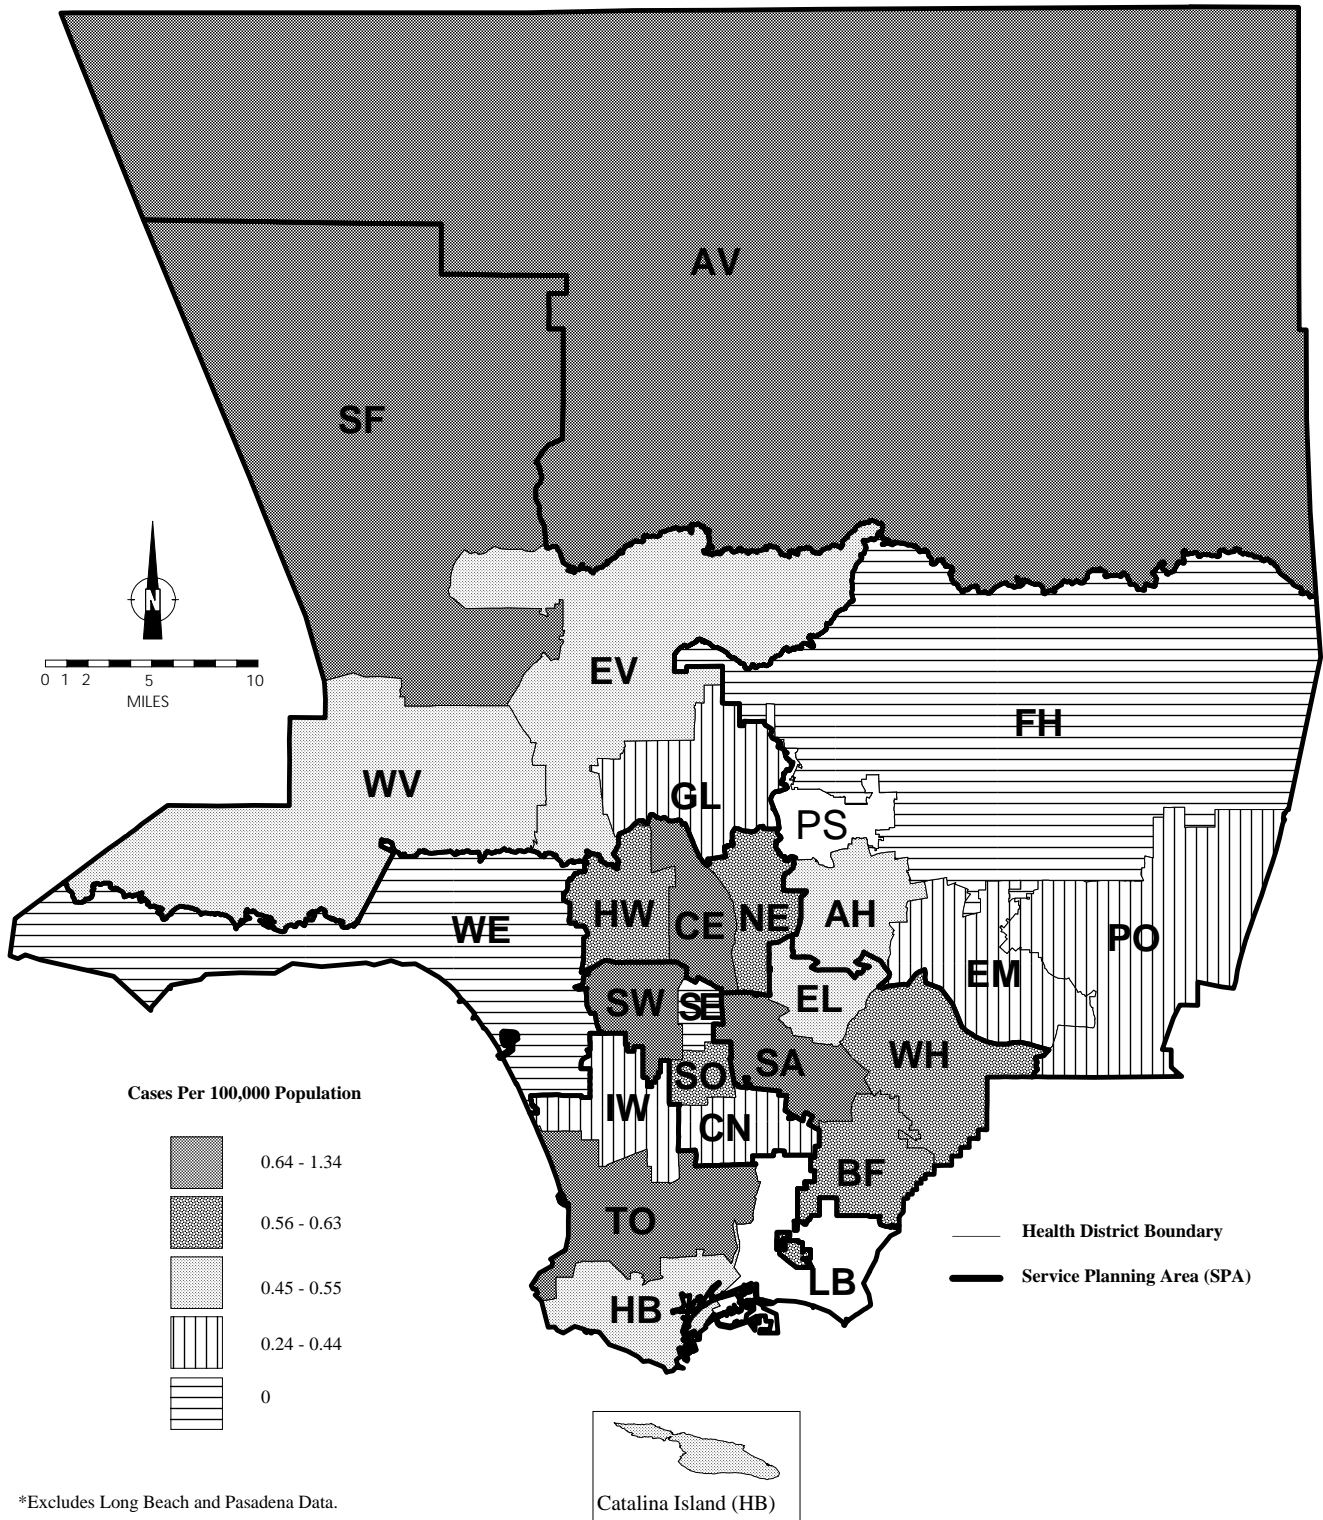 AV
SF
N
0 1 2 5 10
MILES
EV
FH
WV
GL
PS
WE
HW
CE
NE
AH
PO
EM
SW
SE
EL
WH
SA
SO
IW
CN
BF
TO
LB
HB
Cases Per 100,000 Population
0.64 - 1.34
0.56 - 0.63
0.45 - 0.55
0.24 - 0.44
0
Health District Boundary
Service Planning Area (SPA)
*Excludes Long Beach and Pasadena Data.
Catalina Island (HB)